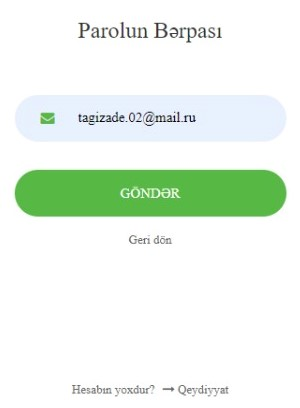 Parolun Bərpası
tagizade.02@mail.ru
GÖNDƏR
Geri dön
Hesabın yoxdur? → Qeydiyyat